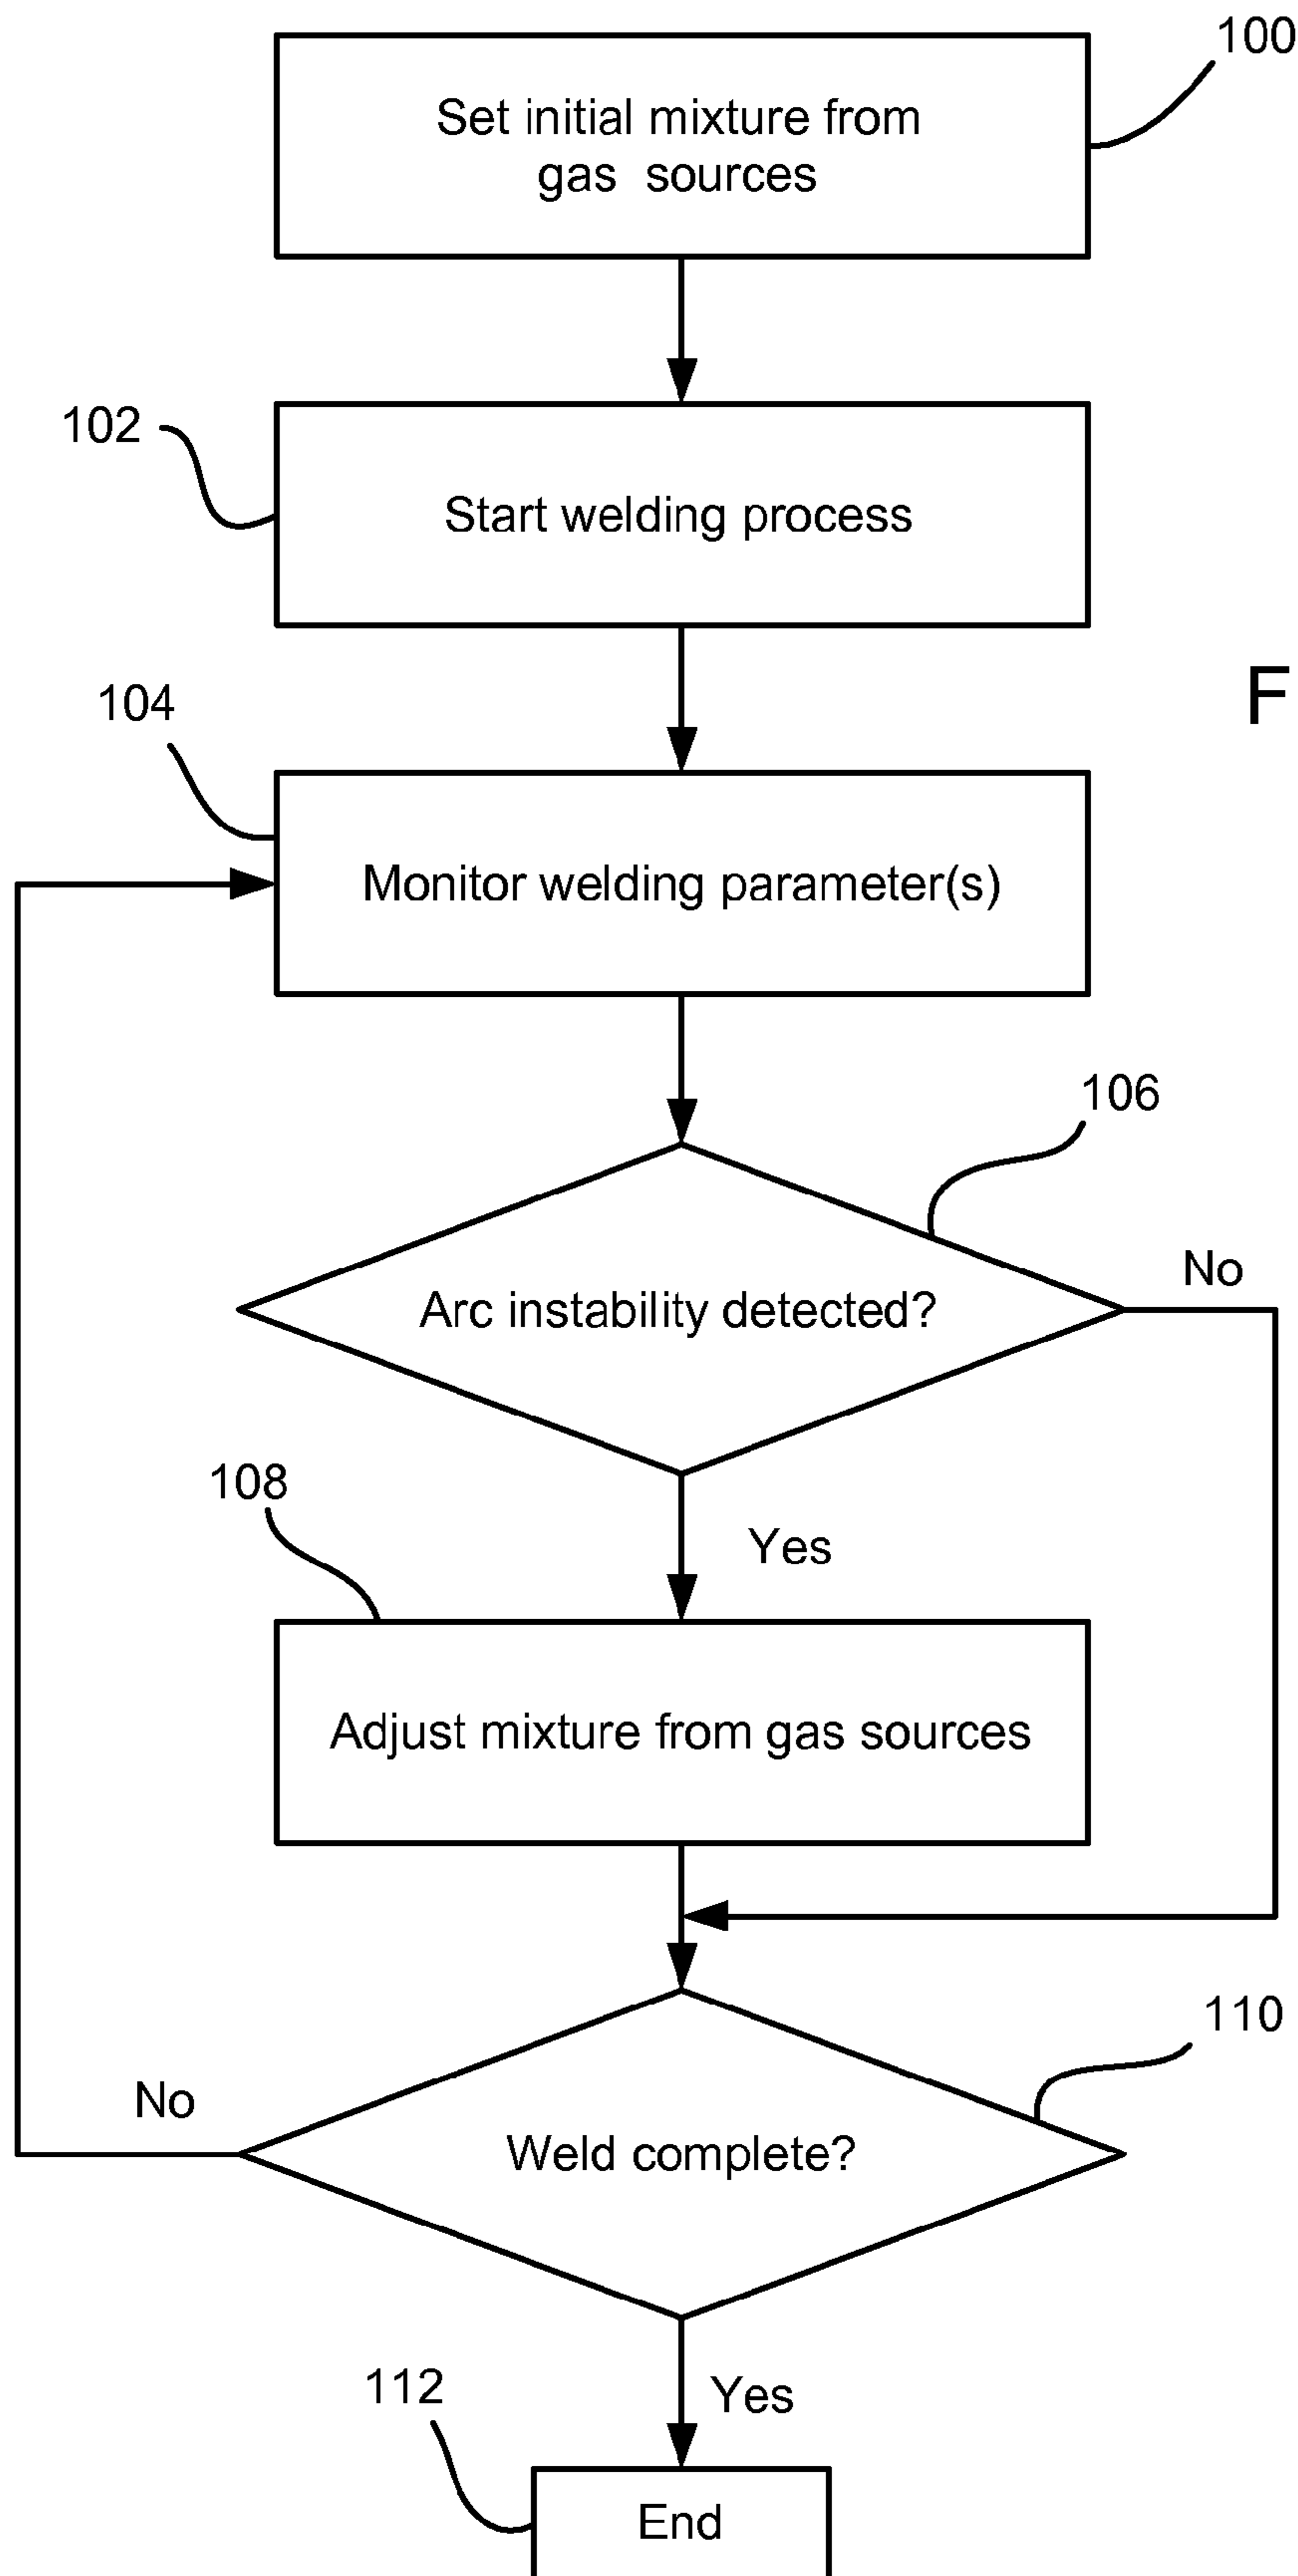 100
Set initial mixture from
gas sources
102
Start welding process
F
104
Monitor welding parameter(s)
106
Arc instability detected?
No
108
Yes
Adjust mixture from gas sources
110
No
Weld complete?
112
Yes
End